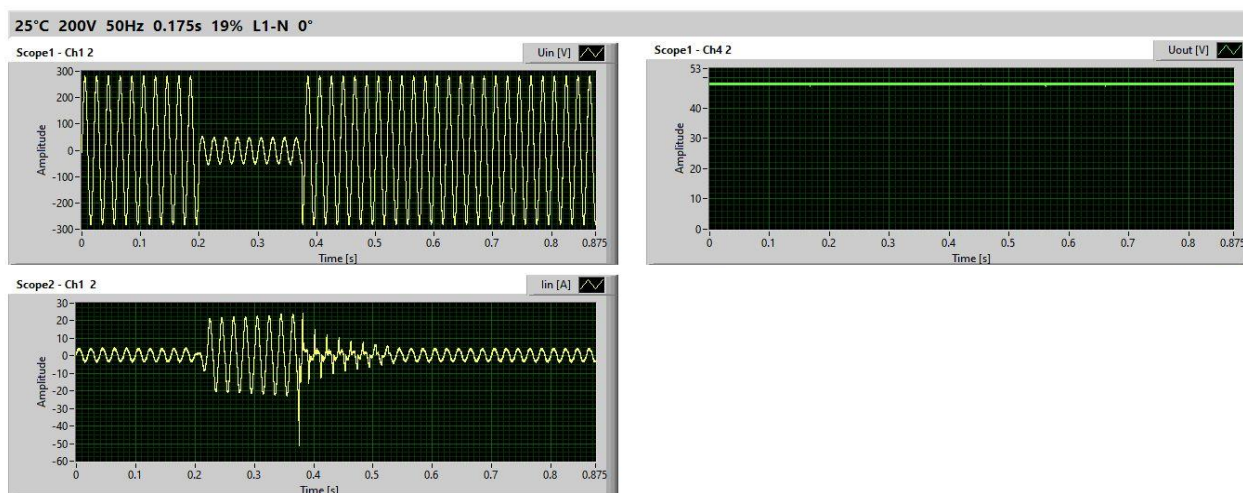 25°C 200V 50Hz 0.175s 19% L1-N 0°
Scope1 - Ch1 2
Uin [V]
300
200
100
0
-100
-200
-300
Amplitude
0 0.1 0.2 0.3 0.4 0.5 0.6 0.7 0.8 0.875
Time [s]
Scope1 - Ch4 2
Uout [V]
53
40
30
20
10
0
Amplitude
0 0.1 0.2 0.3 0.4 0.5 0.6 0.7 0.8 0.875
Time [s]
Scope2 - Ch1 2
Iin [A]
30
20
10
0
-10
-20
-30
-40
-50
-60
Amplitude
0 0.1 0.2 0.3 0.4 0.5 0.6 0.7 0.8 0.875
Time [s]